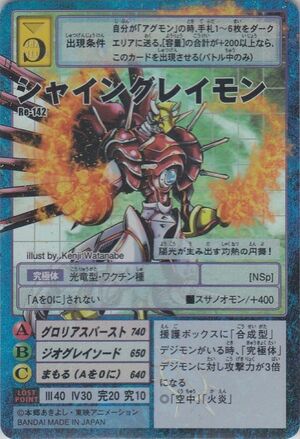 自分が「アグモン」の時、手札1〜6枚をダーク
出現条件
エリアに送る。[容量]の合計が+200以上なら、
このカードを出現させる(バトル中のみ)
シャイングレイモン
Re-142
illust by Kenji Watanabe
陽光が生み出す灼熱の円舞!
究極体 光竜型・ワクチン種 [NSp]
「Aを0に」されない
■スサノオモン/+400
A グロリアスバースト 740
B ジオグレイソード 650
C まもる(Aを0に) 640
援護ボックスに「合成型」
デジモンがいる時、「究極体」
デジモンに対し攻撃力が3倍
になる
○「空中」「火炎」
LOST POINT III40 IV30 完20 究10
©本郷あきよし・東映アニメーション
BANDAI MADE IN JAPAN